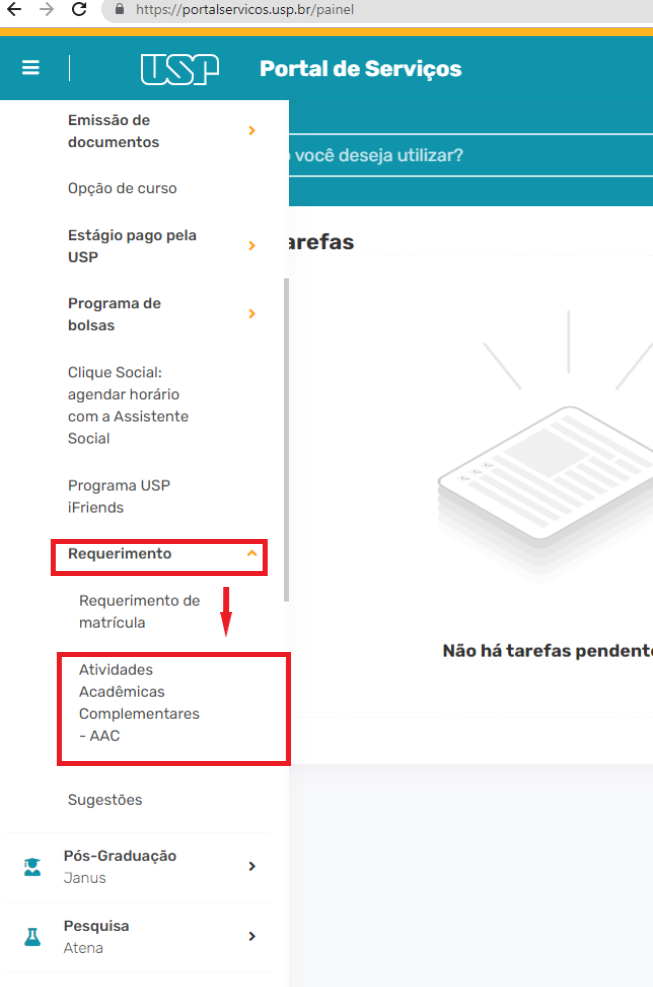 https://portalservicos.usp.br/painel
USP
Portal de Serviços
Emissão de
documentos
você deseja utilizar?
Opção de curso
Estágio pago pela
USP
arefas
Programa de
bolsas
Clique Social:
agendar horário
com a Assistente
Social
Programa USP
iFriends
Requerimento
Requerimento de
matrícula
Não há tarefas pendent
Atividades
Acadêmicas
Complementares
- AAC
Sugestões
Pós-Graduação
Janus
Pesquisa
Atena